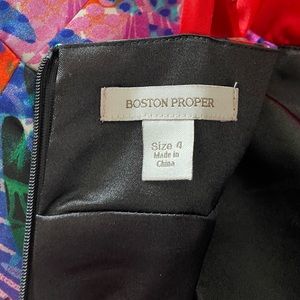 BOSTON PROPER
Size 4
Made in
China